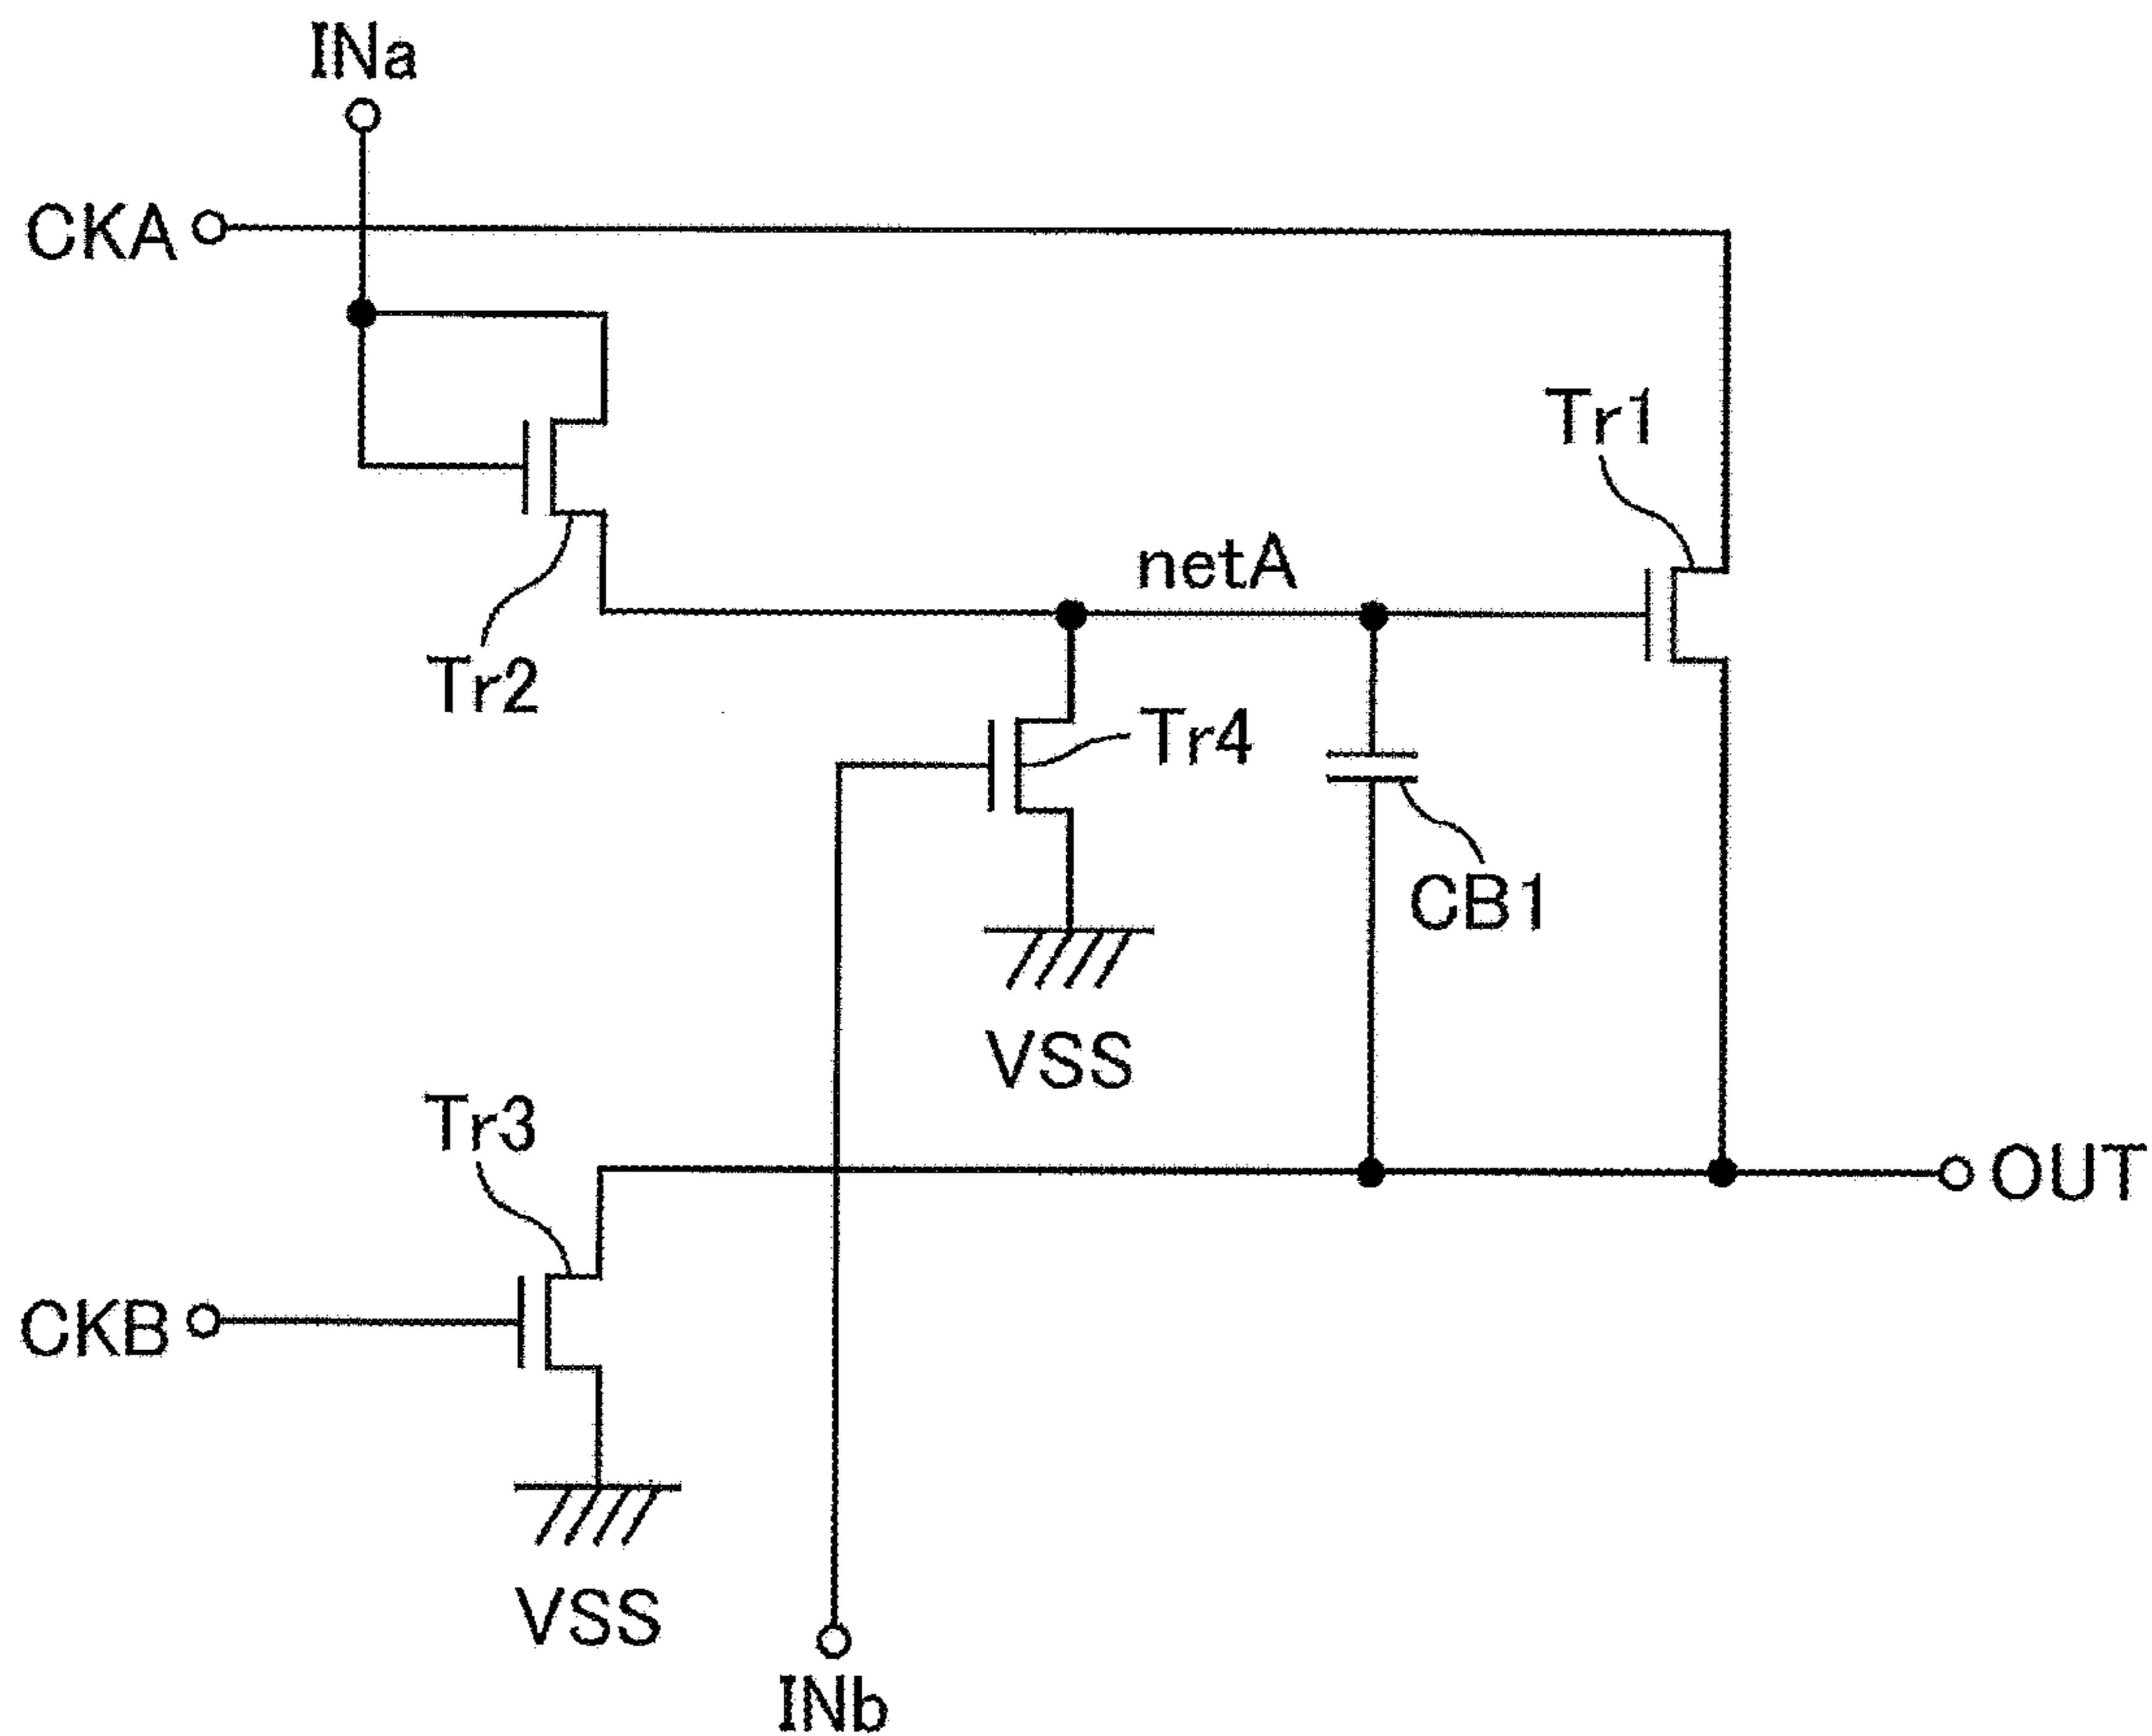 INa
CKA
Tr1
netA
Tr2
Tr4
CB1
VSS
Tr3
OUT
CKB
VSS
INb